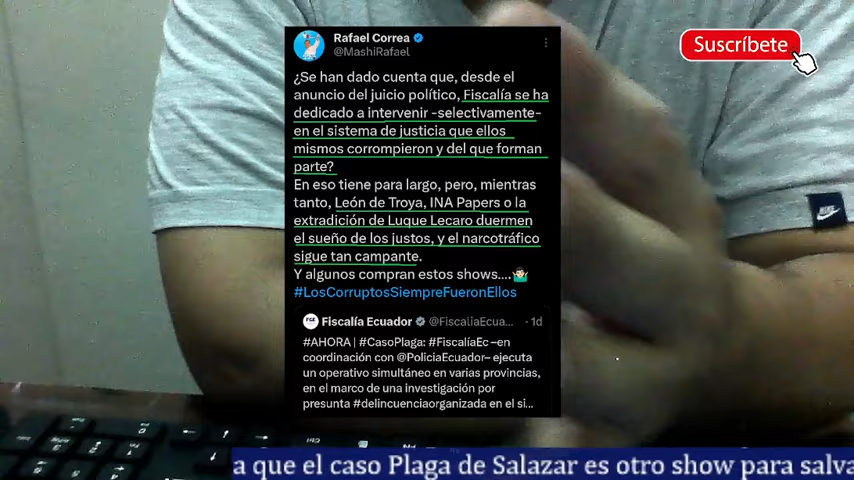 Rafael Correa
@MashiRafael
¿Se han dado cuenta que, desde el
anuncio del juicio político, Fiscalía se ha
dedicado a intervenir -selectivamente-
en el sistema de justicia que ellos
mismos corrompieron y del que forman
parte?
En eso tiene para largo, pero, mientras
tanto, León de Troya, INA Papers o la
extradición de Luque Lecaro duermen
el sueño de los justos, y el narcotráfico
sigue tan campante.
Y algunos compran estos shows....🤷🏻‍♂️
#LosCorruptosSiempreFueronEllos
Fiscalía Ecuador @FiscaliaEcua... · 1d
#AHORA | #CasoPlaga: #FiscalíaEc –en
coordinación con @PoliciaEcuador– ejecuta
un operativo simultáneo en varias provincias,
en el marco de una investigación por
presunta #delincuenciaorganizada en el si...
Suscríbete
a que el caso Plaga de Salazar es otro show para salva